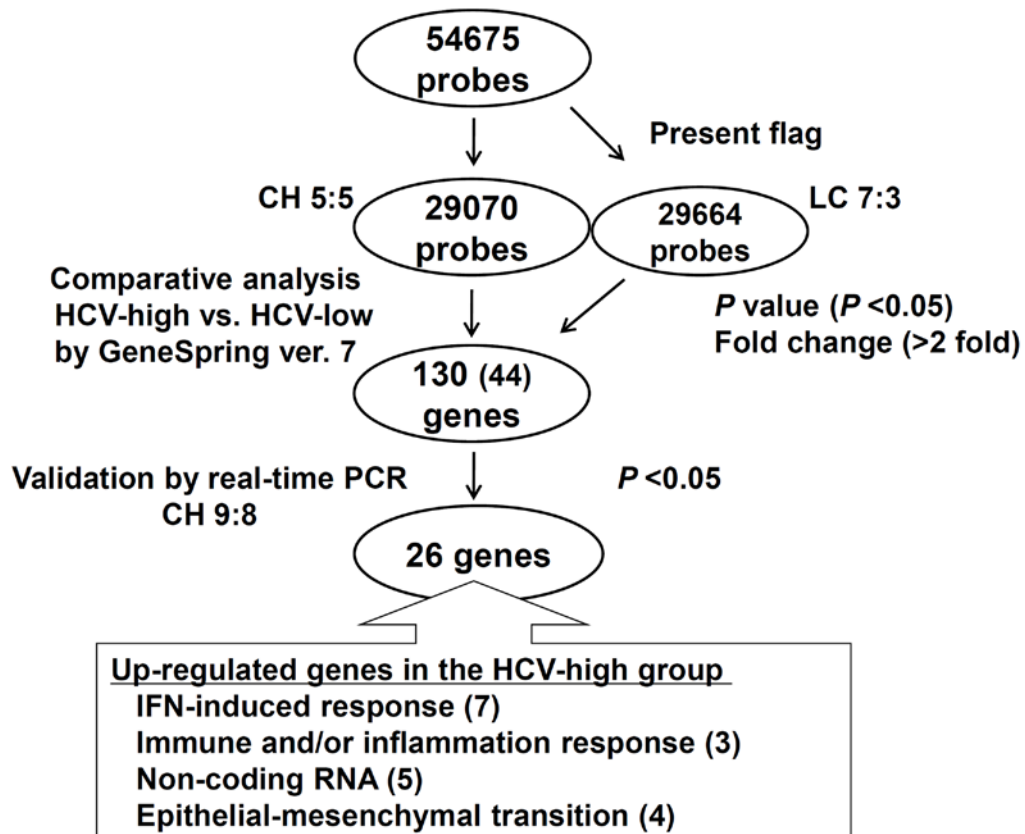 54675
probes
Present flag
CH 5:5
29070
probes
29664
probes
LC 7:3
Comparative analysis
HCV-high vs. HCV-low
by GeneSpring ver. 7
P value (P <0.05)
Fold change (>2 fold)
130 (44)
genes
Validation by real-time PCR
CH 9:8
P <0.05
26 genes
Up-regulated genes in the HCV-high group
IFN-induced response (7)
Immune and/or inflammation response (3)
Non-coding RNA (5)
Epithelial-mesenchymal transition (4)